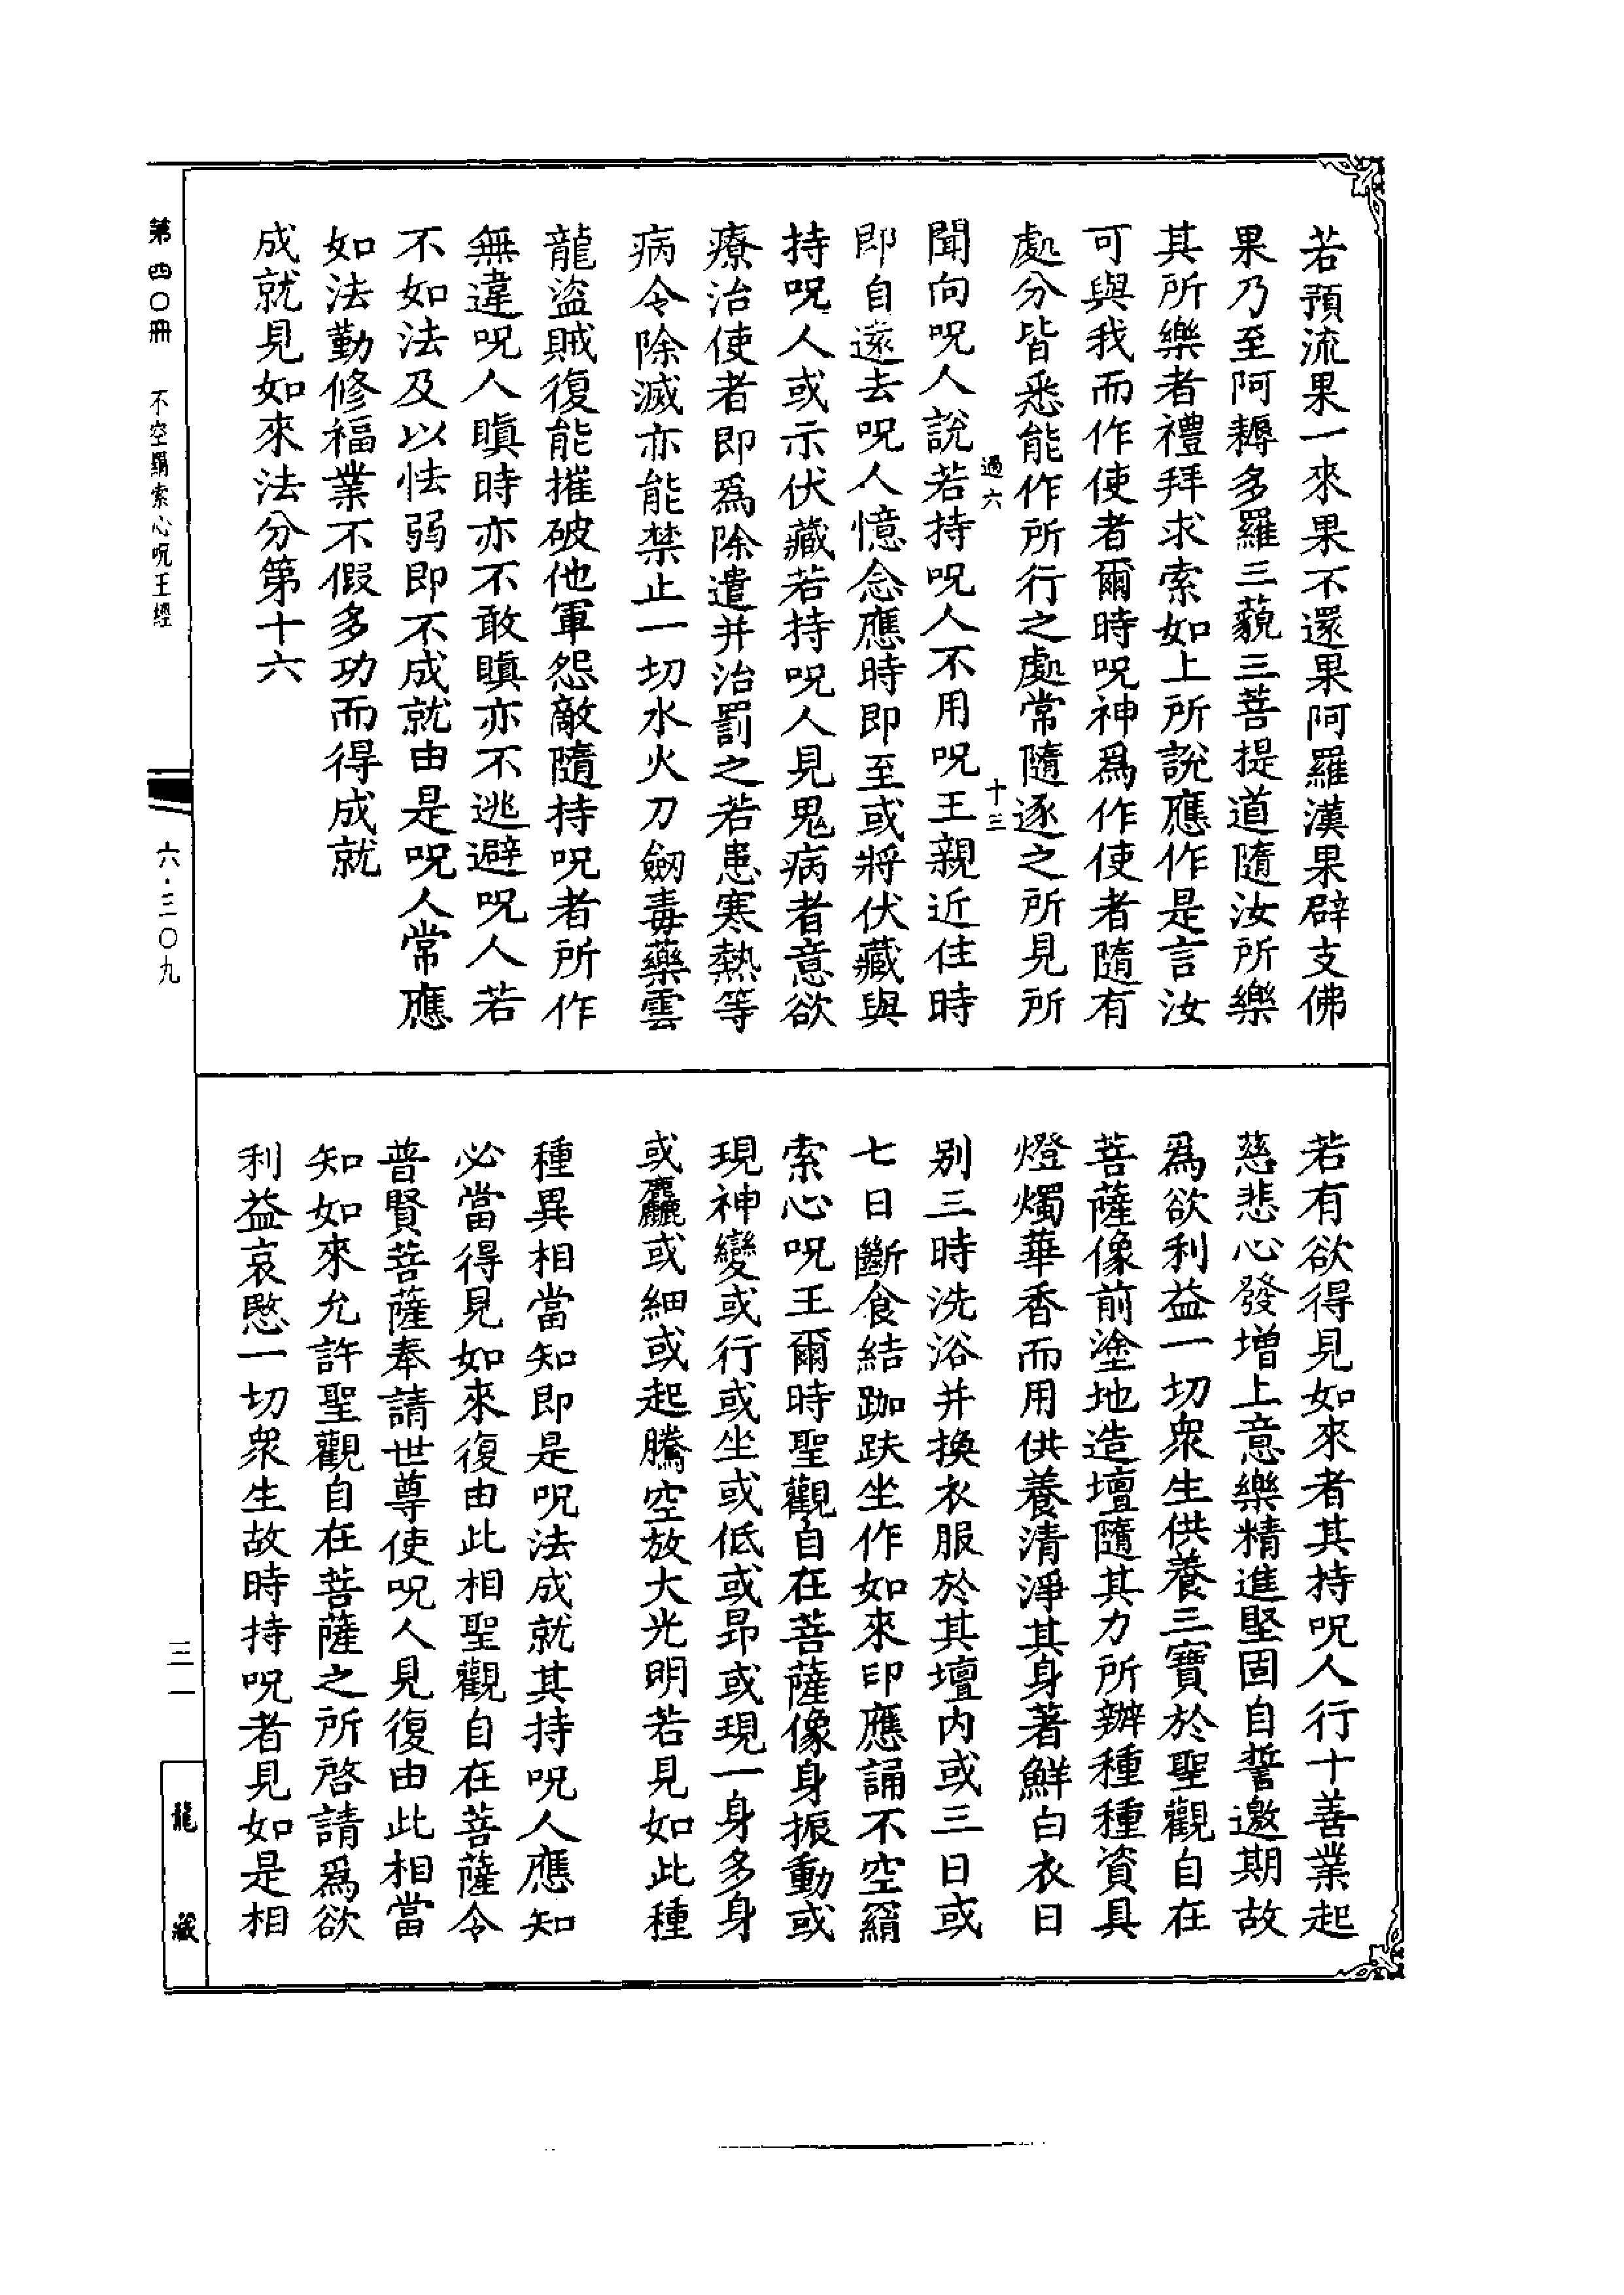 若預流果一來果不還果阿羅漢果辟支佛
果乃至阿耨多羅三藐三菩提道隨汝所樂
其所樂者禮拜求索如上所說應作是言汝
可與我而作使者爾時呪神爲作使者隨有
處分皆悉能作所行之處常隨逐之所見所
過六 十三
聞向呪人說若持呪人不用呪王親近住時
即自遠去呪人憶念應時即至或將伏藏與
持呪人或示伏藏若持呪人見鬼病者意欲
療治使者即爲除遣并治罰之若患寒熱等
病令除滅亦能禁止一切水火刀劒毒藥雲
龍盜賊復能摧破他軍怨敵隨持呪者所作
無違呪人瞋時亦不敢瞋亦不逃避呪人若
不如法及以怯弱即不成就由是呪人常應
如法勤修福業不假多功而得成就
成就見如來法分第十六
若有欲得見如來者其持呪人行十善業起
慈悲心發增上意樂精進堅固自誓邀期故
爲欲利益一切衆生供養三寶於聖觀自在
菩薩像前塗地造壇隨其力所辦種種資具
燈燭華香而用供養清淨其身著鮮白衣日
別三時洗浴并換衣服於其壇內或三日或
七日斷食結跏趺坐作如來印應誦不空羂
索心呪王爾時聖觀自在菩薩像身振動或
現神變或行或坐或低或昂或現一身多身
或麤或細或起騰空放大光明若見如此種
種異相當知即是呪法成就其持呪人應知
必當得見如來復由此相聖觀自在菩薩令
普賢菩薩奉請世尊使呪人見復由此相當
知如來允許聖觀自在菩薩之所啓請爲欲
利益哀愍一切衆生故時持呪者見如是相
第四〇冊 不空羂索心呪王經
六·三〇九
三一
龍藏